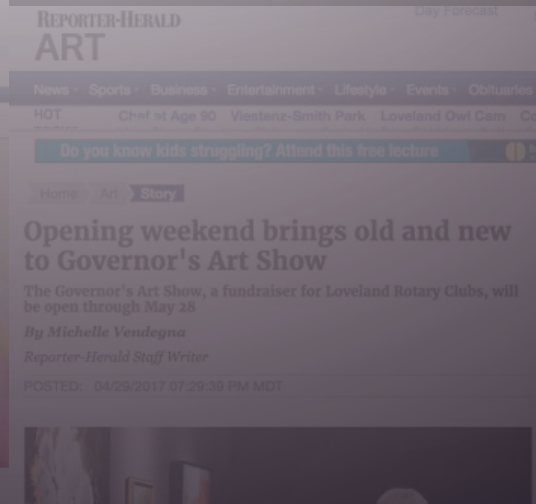 REPORTER-HERALD
Day Forecast
ART
News Sports Business Entertainment Lifestyle Events Obituaries
HOT Chef at Age 90 Viestenz-Smith Park Loveland Owl Cam
Do you know kids struggling? Attend this free lecture
Home Art Story
Opening weekend brings old and new
to Governor's Art Show
The Governor's Art Show, a fundraiser for Loveland Rotary Clubs, will
be open through May 28
By Michelle Vendegna
Reporter-Herald Staff Writer
POSTED: 04/29/2017 07:29:39 PM MDT